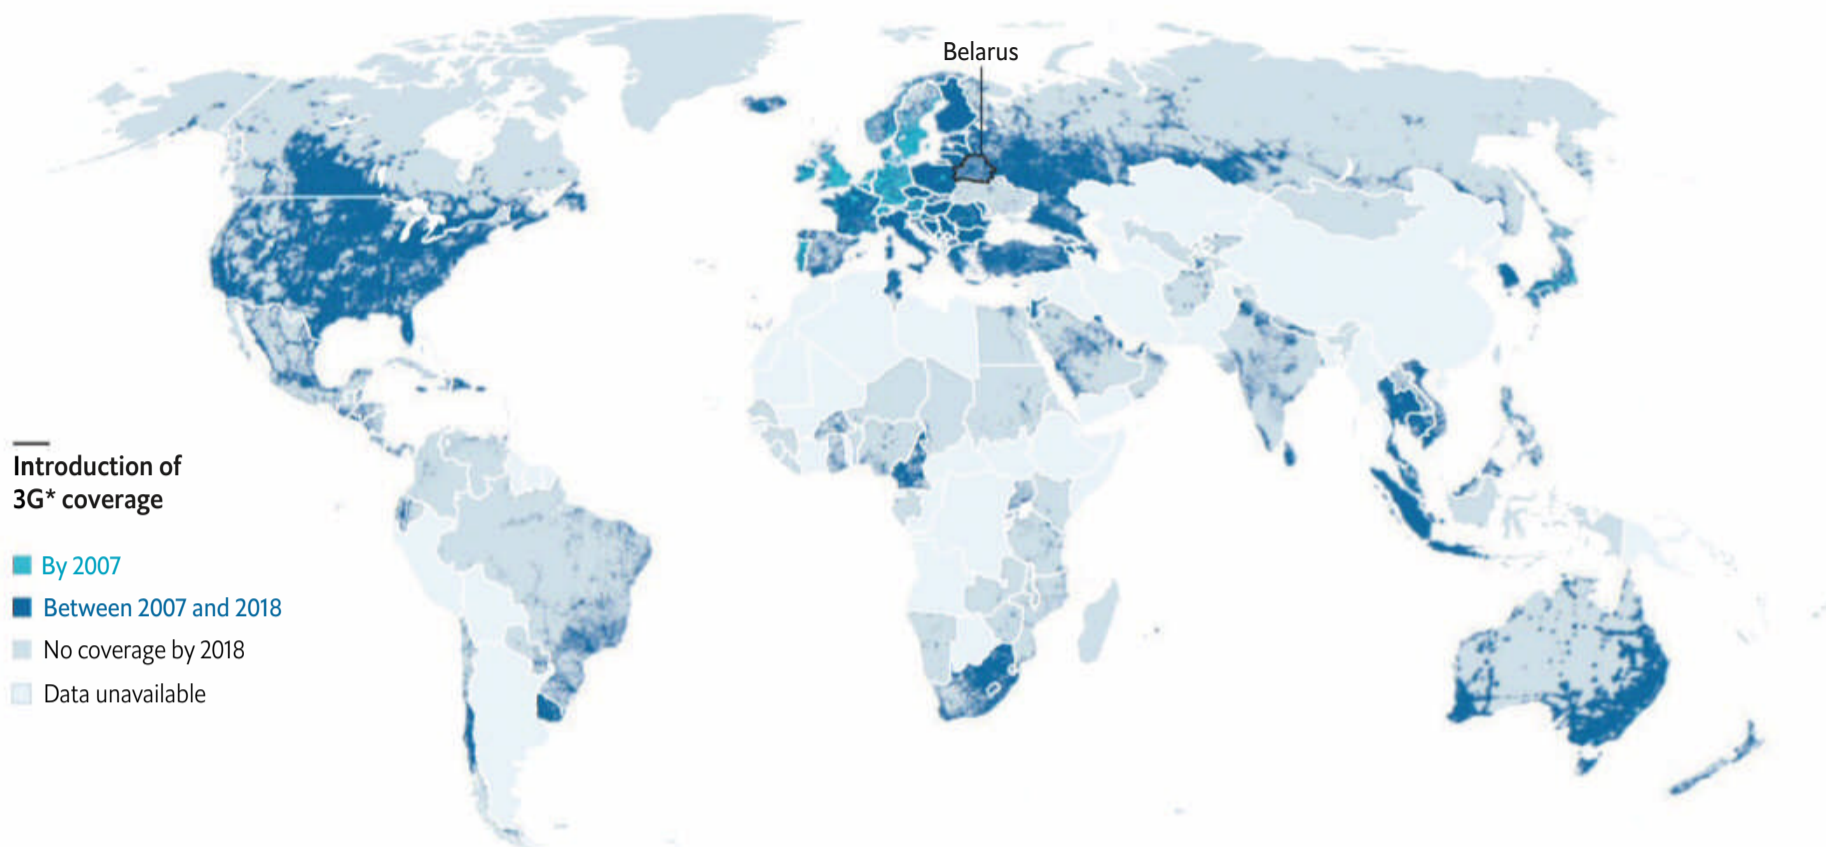 Belarus
Introduction of
3G* coverage
By 2007
Between 2007 and 2018
No coverage by 2018
Data unavailable